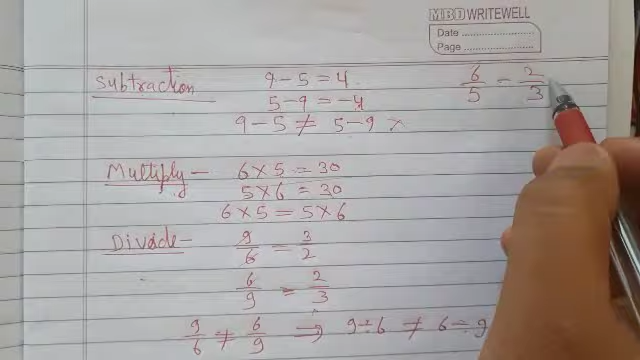 MBD WRITEWELL
Date ....................
Page ....................
Subtraction 9 - 5 = 4
5 - 9 = -4
9 - 5 ≠ 5 - 9 ×
6/5 - 2/3
Multiply - 6 × 5 = 30
5 × 6 = 30
6 × 5 = 5 × 6
Divide - 9/6 = 3/2
6/9 = 2/3
9/6 ≠ 6/9 ⇒ 9 ÷ 6 ≠ 6 ÷ 9